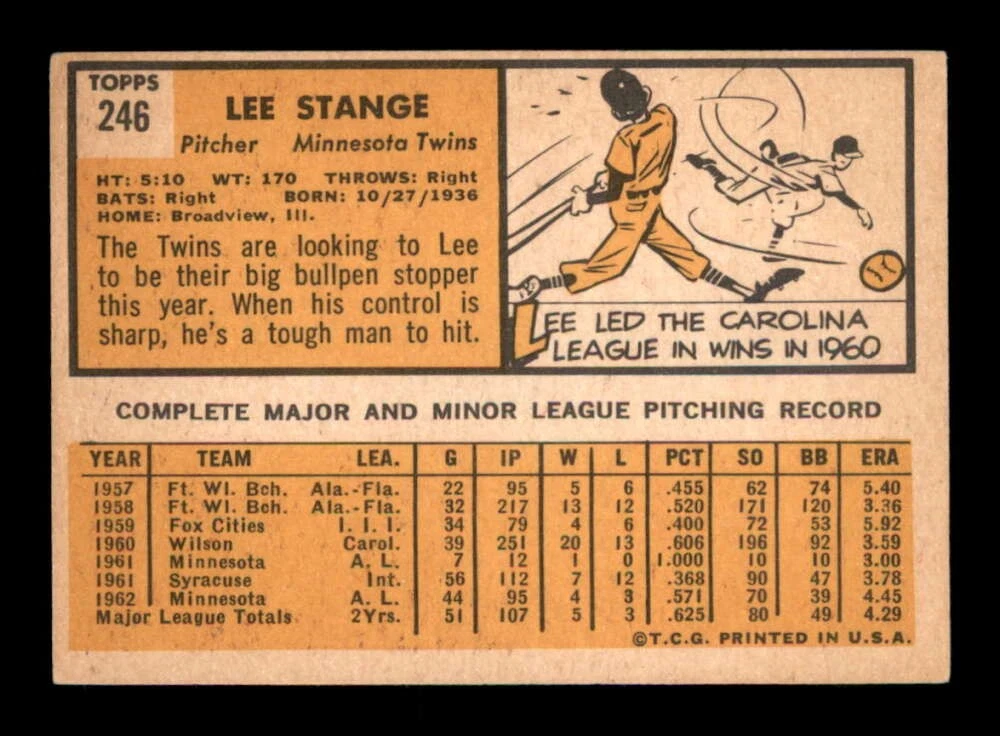 TOPPS
246
LEE STANGE
Pitcher Minnesota Twins
HT: 5:10 WT: 170 THROWS: Right
BATS: Right BORN: 10/27/1936
HOME: Broadview, Ill.
The Twins are looking to Lee
to be their big bullpen stopper
this year. When his control is
sharp, he's a tough man to hit.
LEE LED THE CAROLINA
LEAGUE IN WINS IN 1960
COMPLETE MAJOR AND MINOR LEAGUE PITCHING RECORD
YEAR TEAM LEA. G IP W L PCT SO BB ERA
1957 Ft. Wl. Bch. Ala.-Fla. 22 95 5 6 .455 62 74 5.40
1958 Ft. Wl. Bch. Ala.-Fla. 32 217 13 12 .520 171 120 3.36
1959 Fox Cities I. I. I. 34 79 4 6 .400 72 53 5.92
1960 Wilson Carol. 39 251 20 13 .606 196 92 3.59
1961 Minnesota A. L. 7 12 1 0 1.000 10 10 3.00
1961 Syracuse Int. 56 112 7 12 .368 90 47 3.78
1962 Minnesota A. L. 44 95 4 3 .571 70 39 4.45
Major League Totals 2Yrs. 51 107 5 3 .625 80 49 4.29
©T.C.G. PRINTED IN U.S.A.